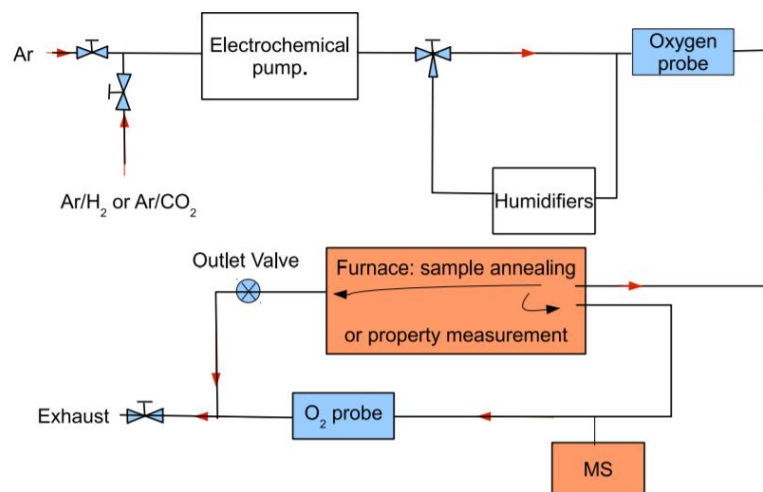 Ar
Electrochemical
pump.
Oxygen
probe
Ar/H₂ or Ar/CO₂
Humidifiers
Outlet Valve
Furnace: sample annealing
or property measurement
Exhaust
O₂ probe
MS